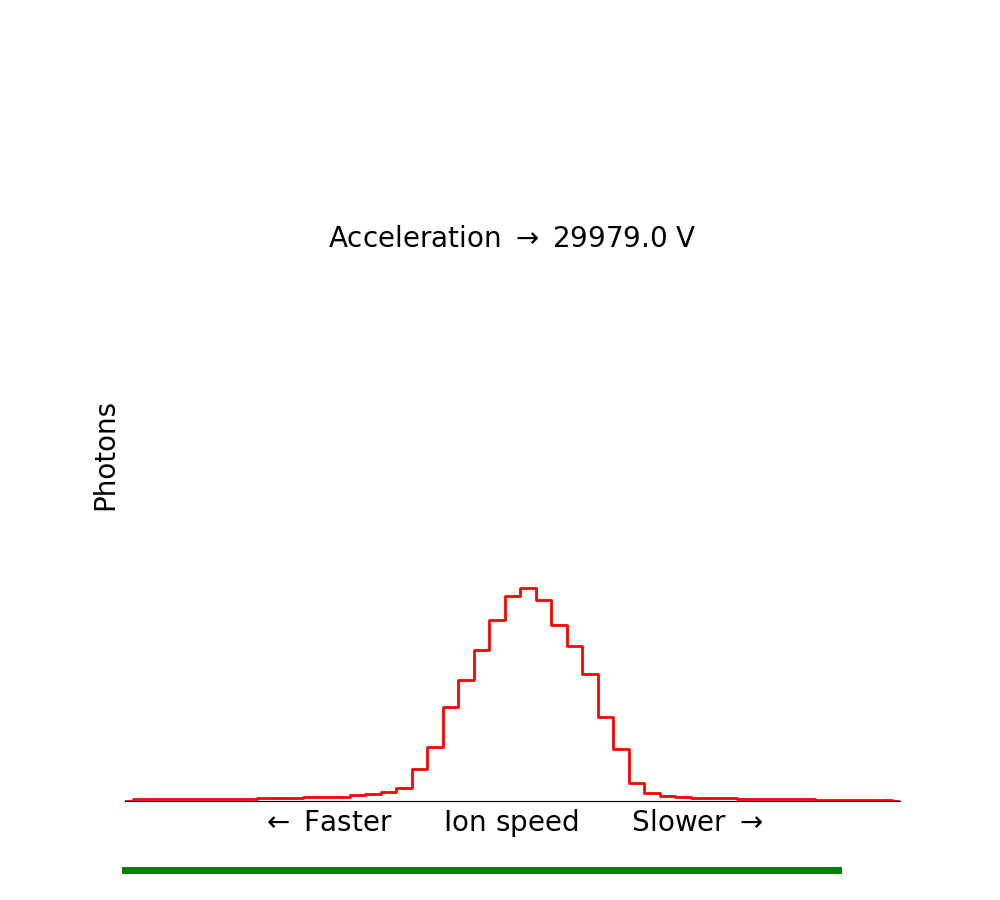 Acceleration → 29979.0 V
Photons
← Faster Ion speed Slower →